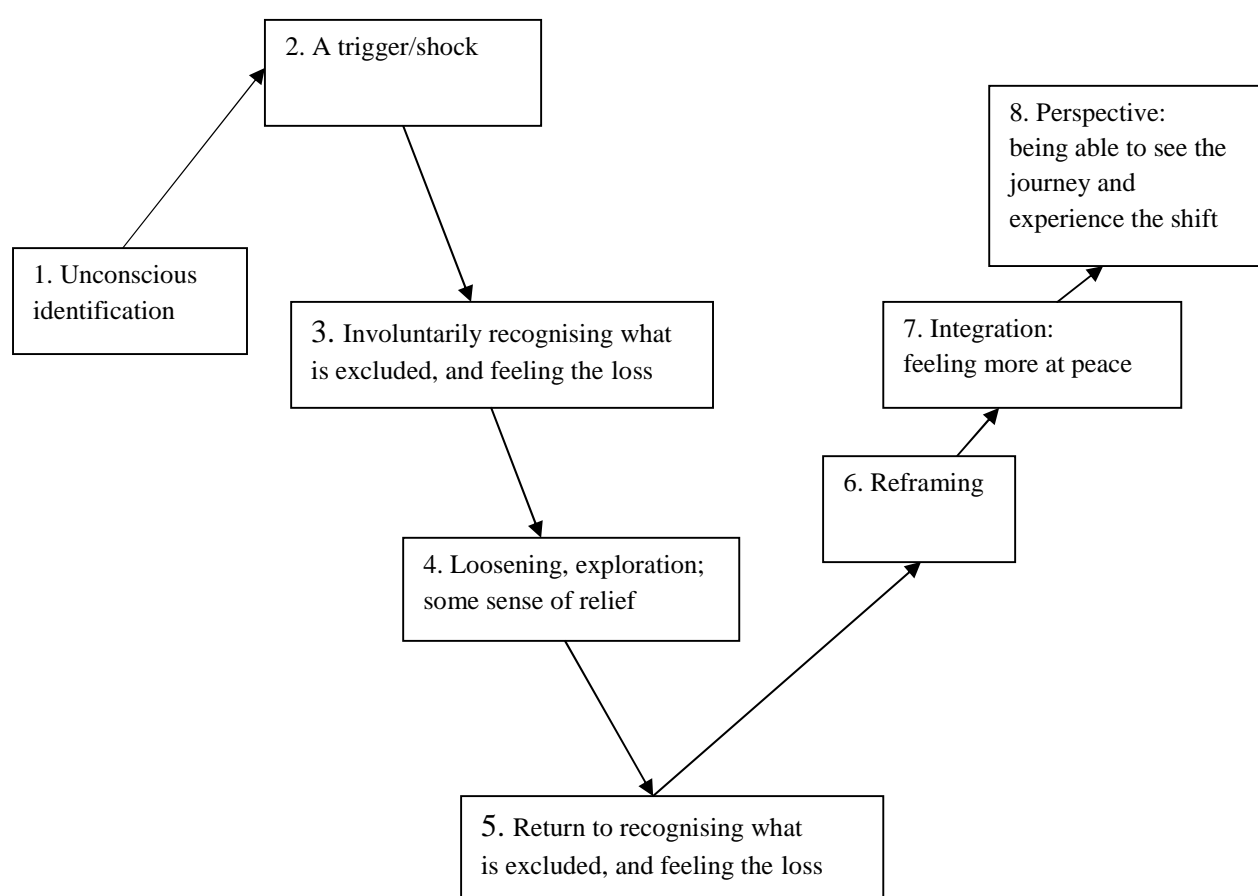 1. Unconscious
identification
2. A trigger/shock
3. Involuntarily recognising what
is excluded, and feeling the loss
4. Loosening, exploration;
some sense of relief
5. Return to recognising what
is excluded, and feeling the loss
6. Reframing
7. Integration:
feeling more at peace
8. Perspective:
being able to see the
journey and
experience the shift